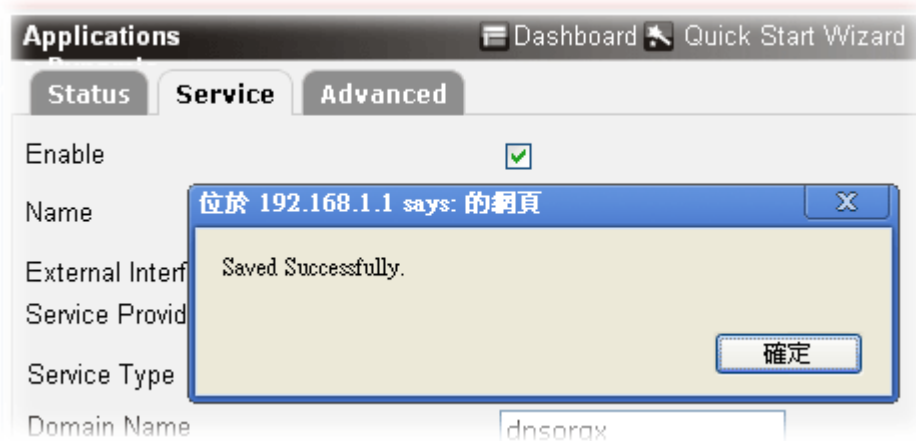 Applications
Dashboard Quick Start Wizard
Status Service Advanced
Enable
Name
位於 192.168.1.1 says: 的網頁
External Interf
Saved Successfully.
Service Provid
確定
Service Type
Domain Name
dnsorgx